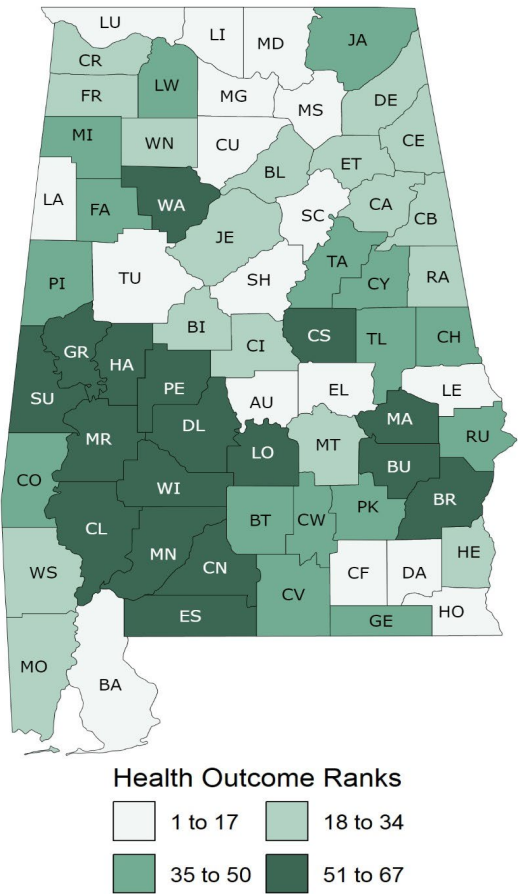 LU LI MD JA
CR
LW
FR MG MS DE
MI WN CU BL ET CE
LA FA WA JE SC CA CB
PI TU SH TA CY RA
GR HA BI CI CS TL CH
SU PE AU EL LE
MR DL LO MT MA RU
CO WI BU
BT CW PK BR
CL MN CN
WS CF DA HE
ES CV GE HO
MO BA
Health Outcome Ranks
1 to 17 18 to 34
35 to 50 51 to 67